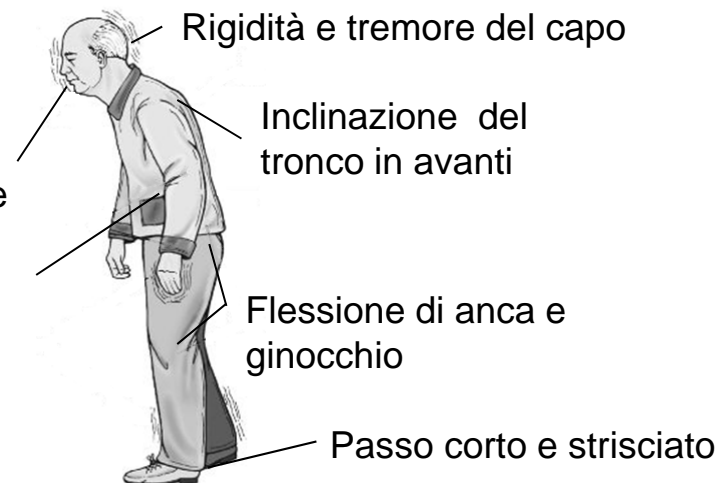 Rigidità e tremore del capo
Inclinazione del
tronco in avanti
e
Flessione di anca e
ginocchio
Passo corto e strisciato